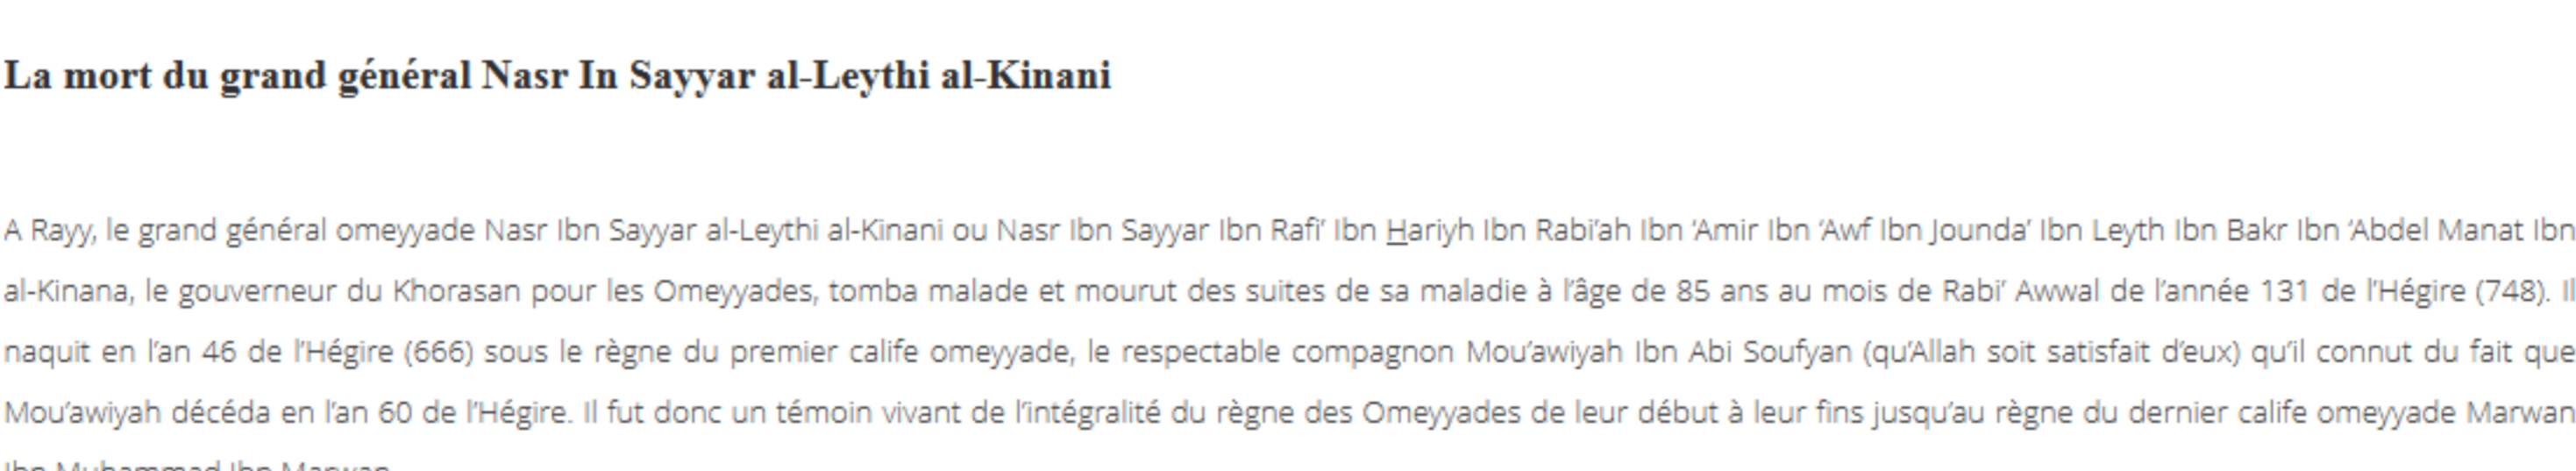 La mort du grand général Nasr In Sayyar al-Leythi al-Kinani
A Rayy, le grand général omeyyade Nasr Ibn Sayyar al-Leythi al-Kinani ou Nasr Ibn Sayyar Ibn Rafi’ Ibn Hariyh Ibn Rabi’ah Ibn ‘Amir Ibn ‘Awf Ibn Jounda’ Ibn Leyth Ibn Bakr Ibn ‘Abdel Manat Ibn
al-Kinana, le gouverneur du Khorasan pour les Omeyyades, tomba malade et mourut des suites de sa maladie à l’âge de 85 ans au mois de Rabi’ Awwal de l’année 131 de l’Hégire (748). Il
naquit en l’an 46 de l’Hégire (666) sous le règne du premier calife omeyyade, le respectable compagnon Mou’awiyah Ibn Abi Soufyan (qu’Allah soit satisfait d’eux) qu’il connut du fait que
Mou’awiyah décéda en l’an 60 de l’Hégire. Il fut donc un témoin vivant de l’intégralité du règne des Omeyyades de leur début à leur fins jusqu’au règne du dernier calife omeyyade Marwan
Ibn Muhammad Ibn Marwan